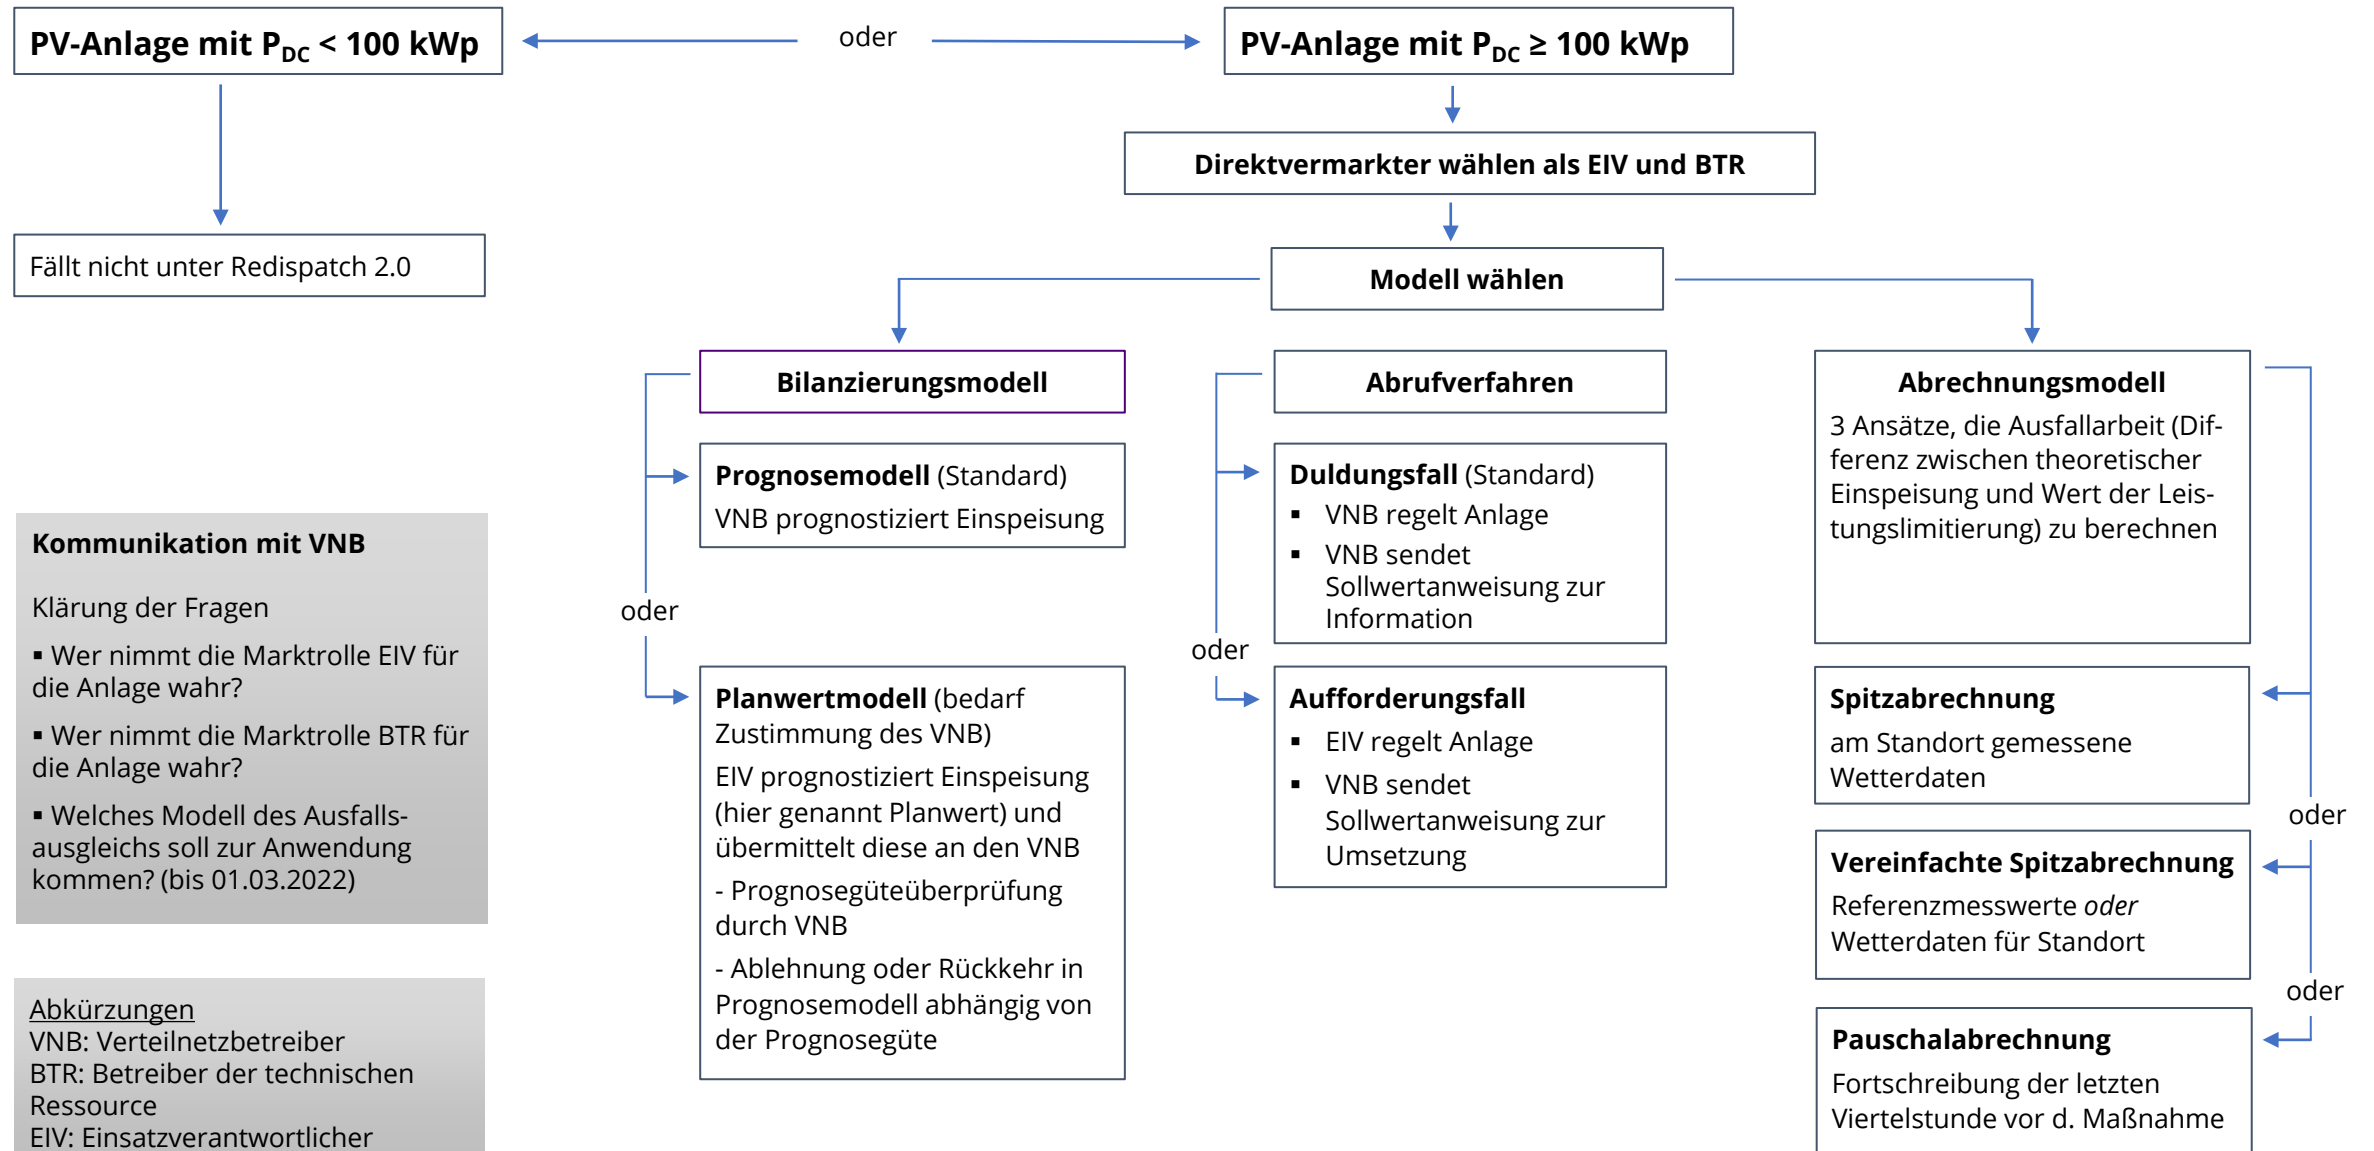 PV-Anlage mit P_DC < 100 kWp
oder
PV-Anlage mit P_DC ≥ 100 kWp
Direktvermarkter wählen als EIV und BTR
Fällt nicht unter Redispatch 2.0
Modell wählen
Bilanzierungsmodell
Prognosemodell (Standard)
VNB prognostiziert Einspeisung
oder
Planwertmodell (bedarf
Zustimmung des VNB)
EIV prognostiziert Einspeisung
(hier genannt Planwert) und
übermittelt diese an den VNB
- Prognosegüteüberprüfung
durch VNB
- Ablehnung oder Rückkehr in
Prognosemodell abhängig von
der Prognosegüte
Abrufverfahren
Duldungsfall (Standard)
▪ VNB regelt Anlage
▪ VNB sendet
Sollwertanweisung zur
Information
oder
Aufforderungsfall
▪ EIV regelt Anlage
▪ VNB sendet
Sollwertanweisung zur
Umsetzung
Abrechnungsmodell
3 Ansätze, die Ausfallarbeit (Dif-
ferenz zwischen theoretischer
Einspeisung und Wert der Leis-
tungslimitierung) zu berechnen
Spitzabrechnung
am Standort gemessene
Wetterdaten
oder
Vereinfachte Spitzabrechnung
Referenzmesswerte oder
Wetterdaten für Standort
oder
Pauschalabrechnung
Fortschreibung der letzten
Viertelstunde vor d. Maßnahme
Kommunikation mit VNB
Klärung der Fragen
▪ Wer nimmt die Marktrolle EIV für
die Anlage wahr?
▪ Wer nimmt die Marktrolle BTR für
die Anlage wahr?
▪ Welches Modell des Ausfalls-
ausgleichs soll zur Anwendung
kommen? (bis 01.03.2022)
Abkürzungen
VNB: Verteilnetzbetreiber
BTR: Betreiber der technischen
Ressource
EIV: Einsatzverantwortlicher